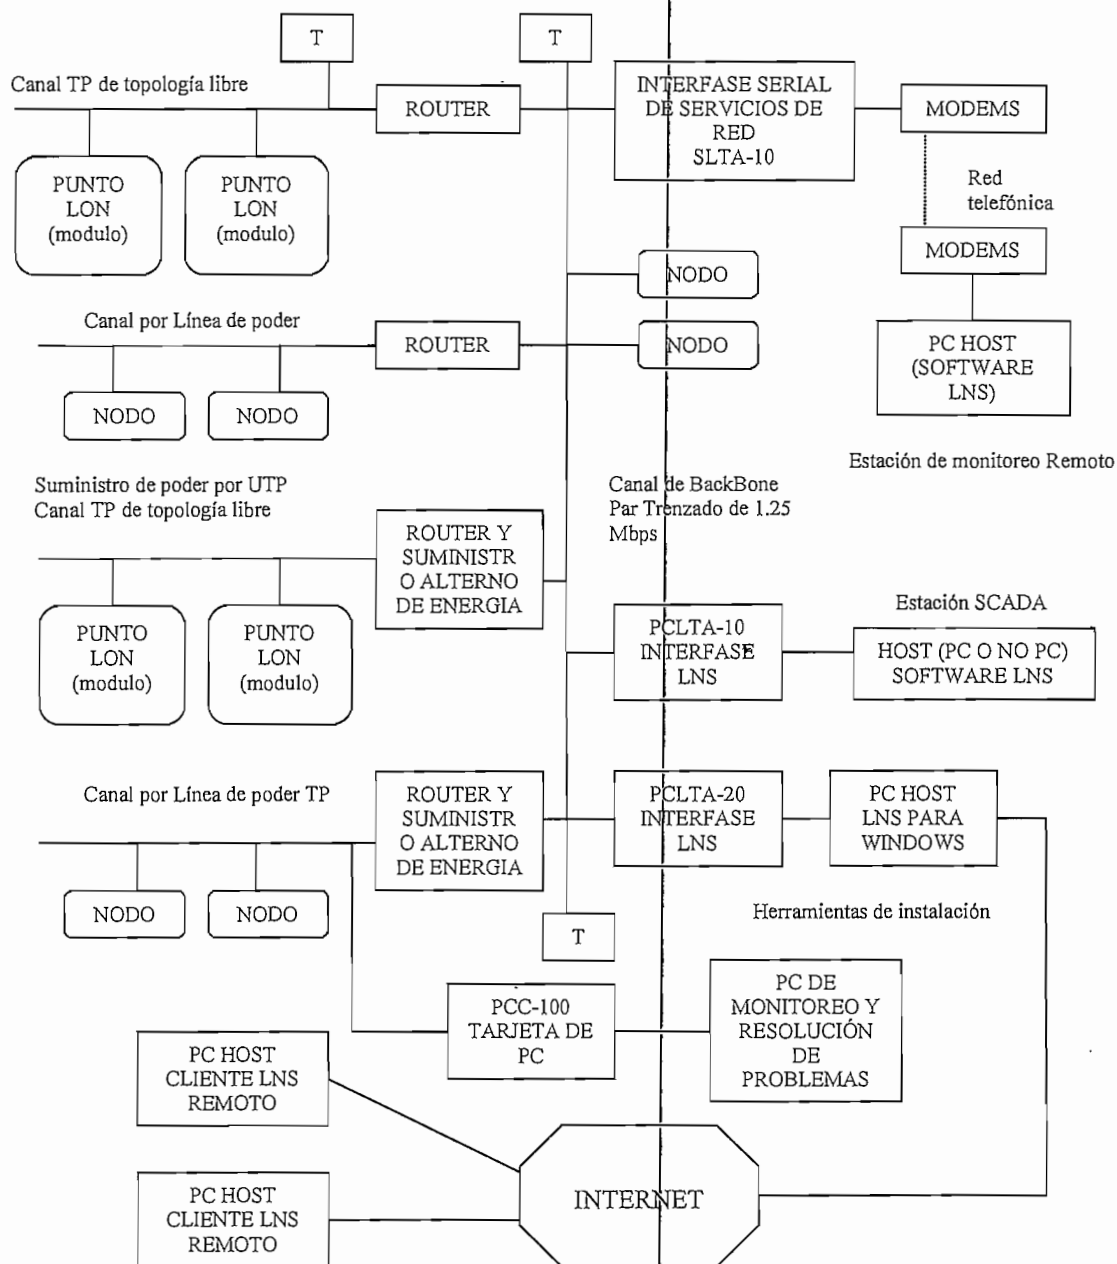 T
T
Canal TP de topología libre
ROUTER
INTERFASE SERIAL
DE SERVICIOS DE
RED
SLTA-10
MODEMS
PUNTO
LON
(modulo)
PUNTO
LON
(modulo)
Red
telefónica
MODEMS
NODO
Canal por Línea de poder
ROUTER
NODO
PC HOST
(SOFTWARE
LNS)
NODO
NODO
Estación de monitoreo Remoto
Suministro de poder por UTP
Canal TP de topología libre
Canal de BackBone
Par Trenzado de 1.25
Mbps
ROUTER Y
SUMINISTR
O ALTERNO
DE ENERGIA
Estación SCADA
PUNTO
LON
(modulo)
PUNTO
LON
(modulo)
PCLTA-10
INTERFASE
LNS
HOST (PC O NO PC)
SOFTWARE LNS
Canal por Línea de poder TP
ROUTER Y
SUMINISTR
O ALTERNO
DE ENERGIA
PCLTA-20
INTERFASE
LNS
PC HOST
LNS PARA
WINDOWS
NODO
NODO
Herramientas de instalación
T
PCC-100
TARJETA DE
PC
PC DE
MONITOREO Y
RESOLUCIÓN
DE
PROBLEMAS
PC HOST
CLIENTE LNS
REMOTO
INTERNET
PC HOST
CLIENTE LNS
REMOTO